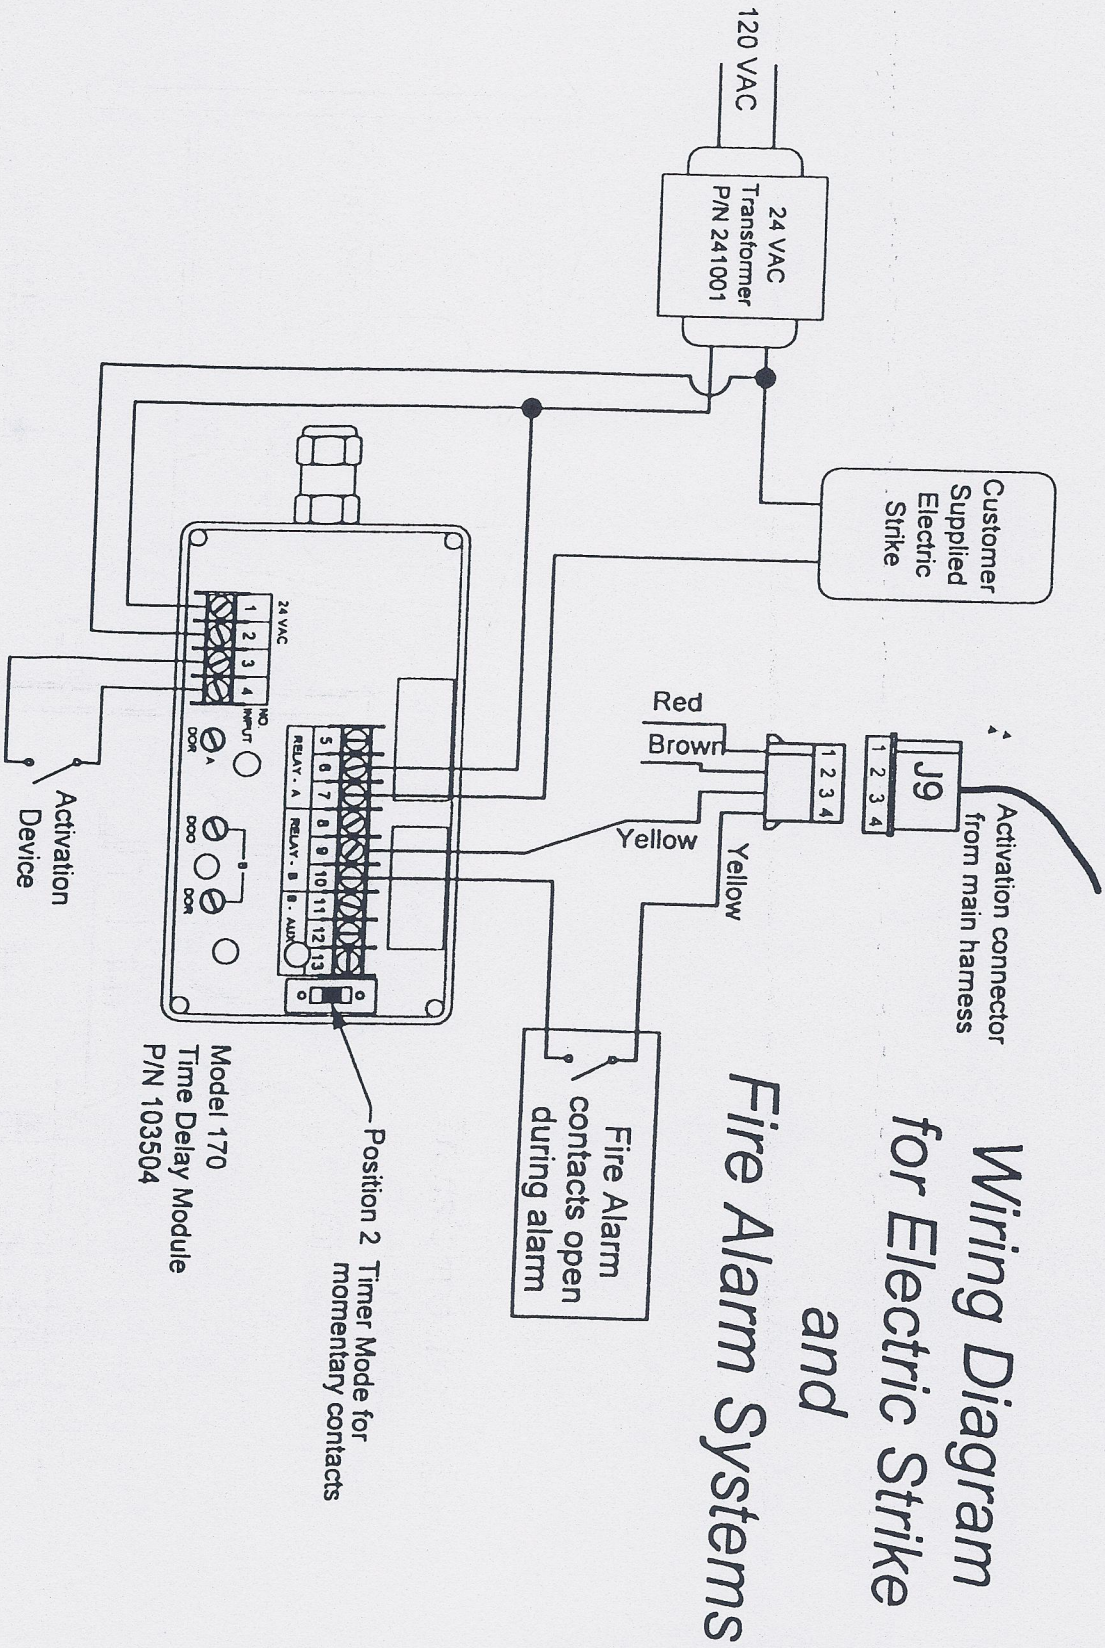 Wiring Diagram
for Electric Strike
and
Fire Alarm Systems
120 VAC
24 VAC
Transformer
P/N 241001
Customer
Supplied
Electric
Strike
Activation connector
from main harness
J9
1 2 3 4
1 2 3 4
Red
Brown
Yellow
Yellow
Fire Alarm
contacts open
during alarm
24 VAC
1 2 3 4
NO.
INPUT
5 6 7 8 9 10 11 12 13
RELAY - A
RELAY - B
B - AUX
A
DOR
B
DOO
DOR
Activation
Device
Position 2 Timer Mode for
momentary contacts
Model 170
Time Delay Module
P/N 103504